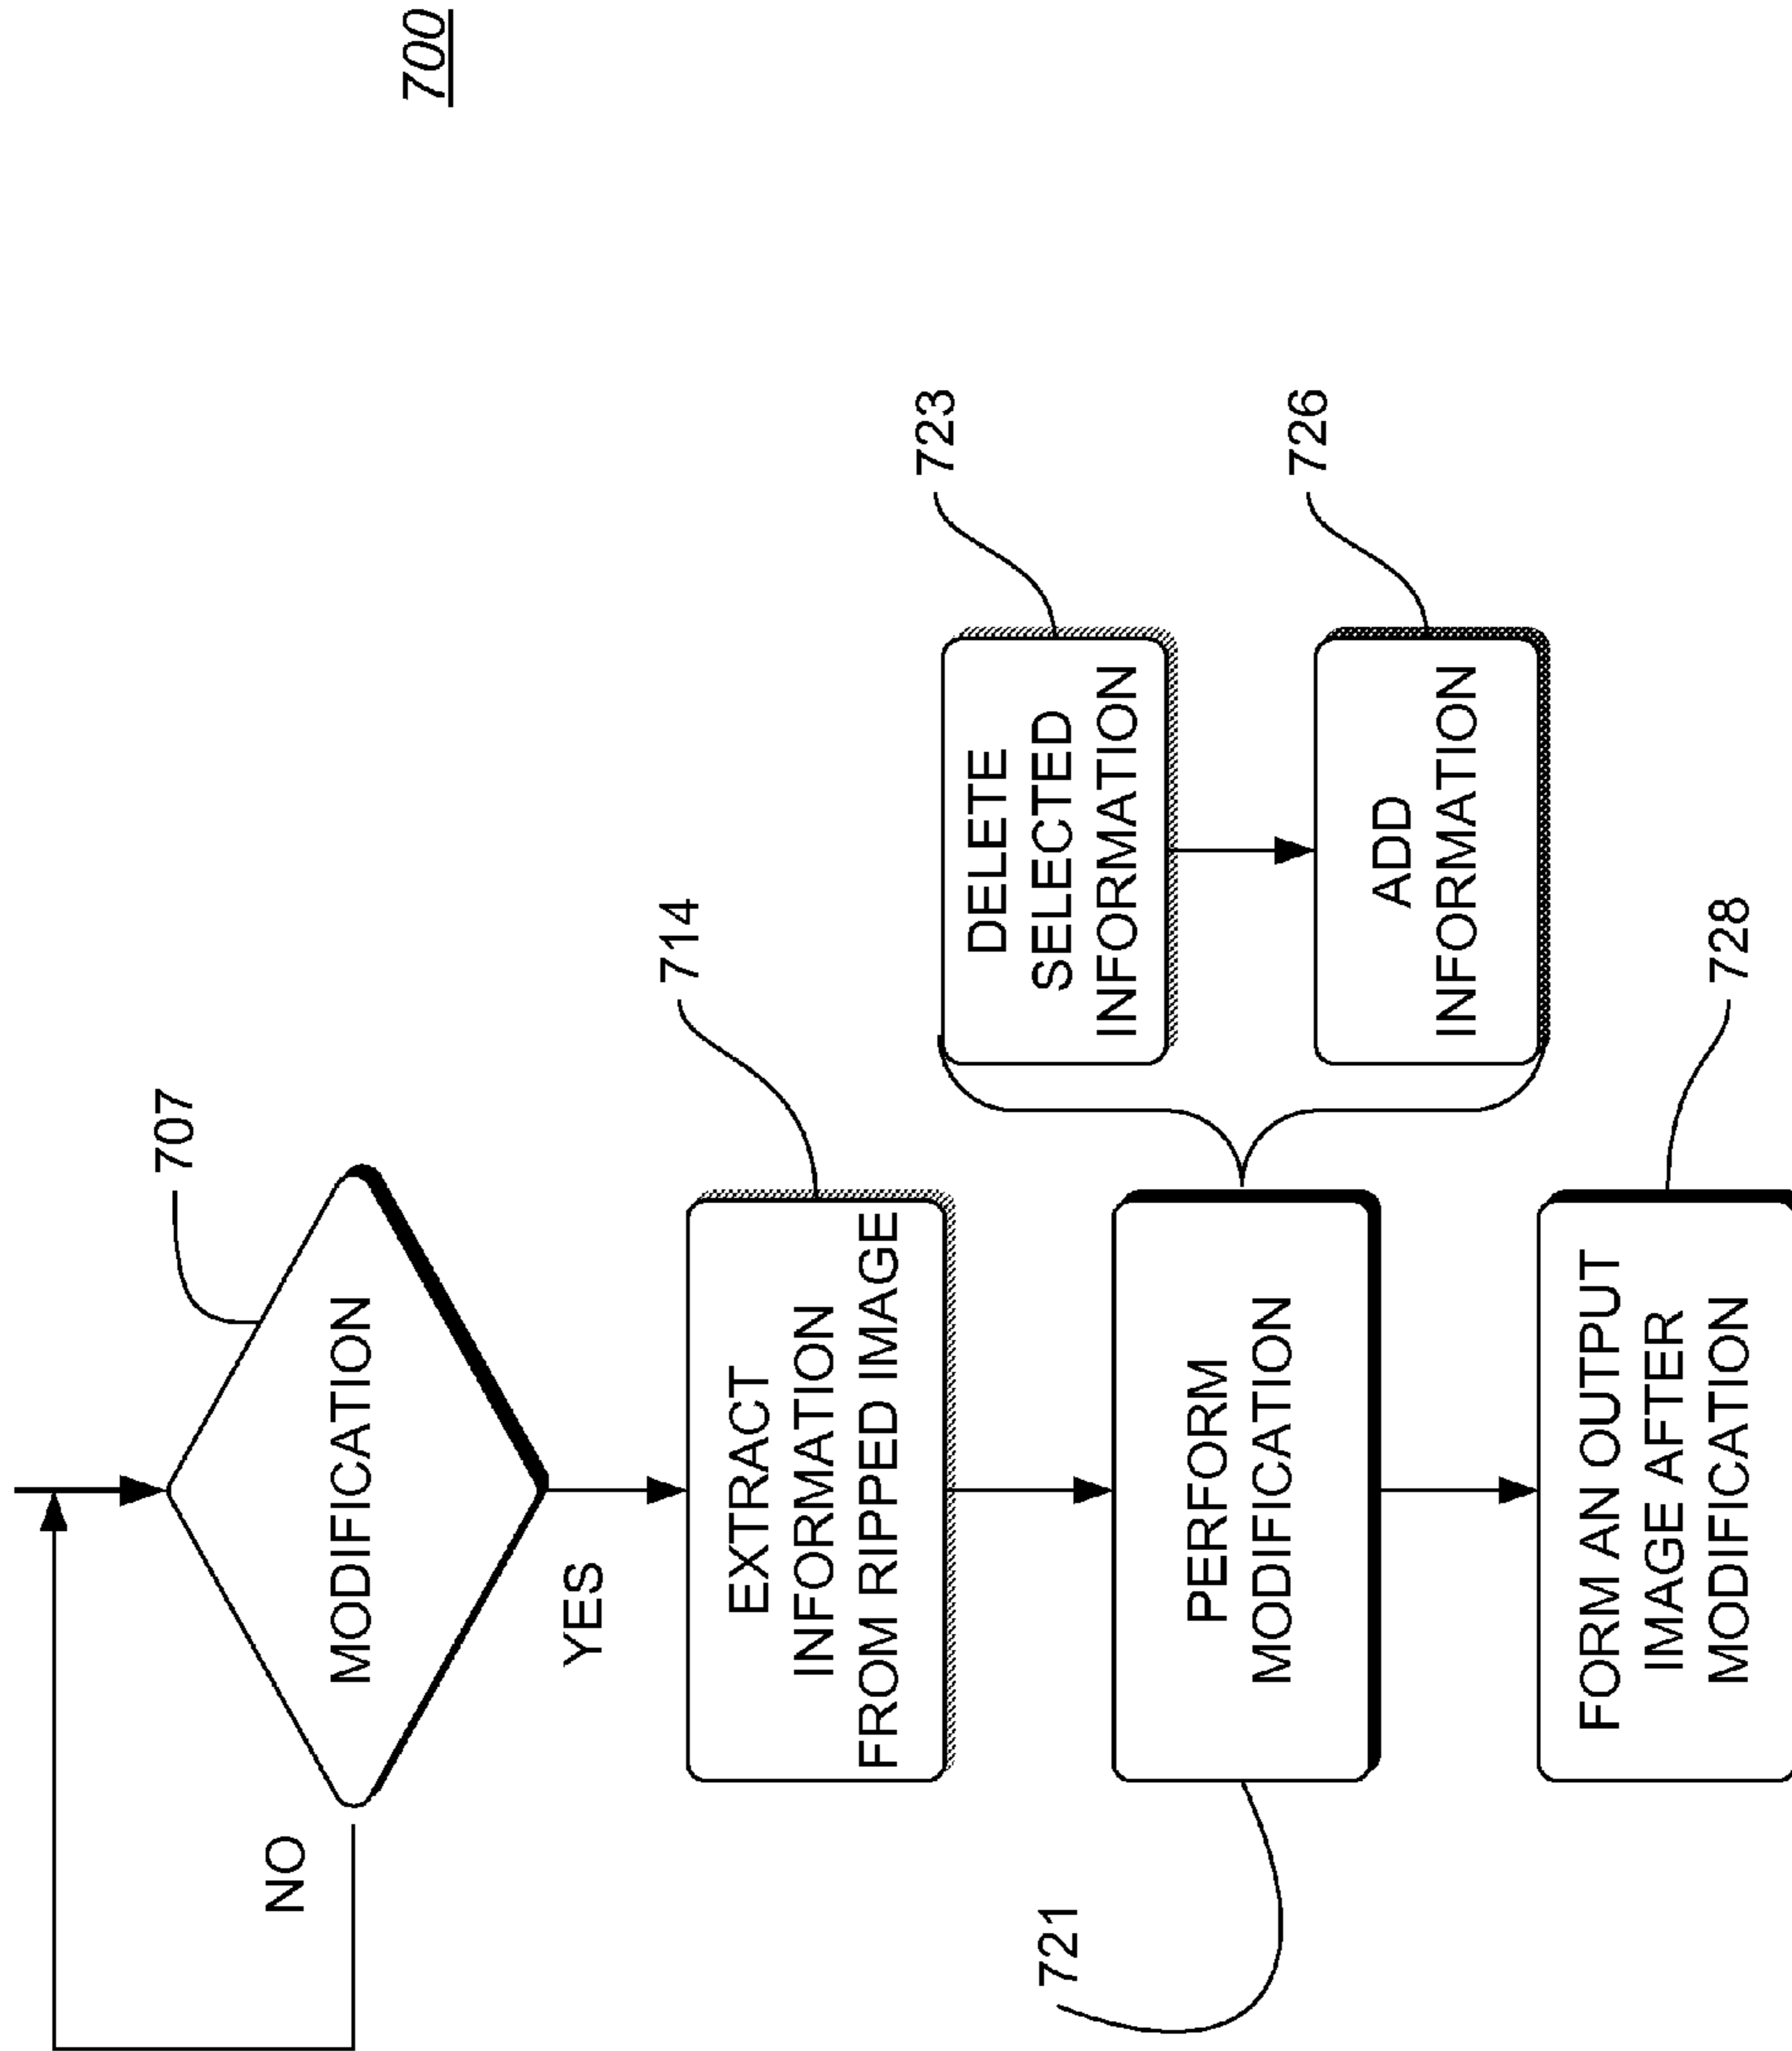 700
707
MODIFICATION
NO
YES
714
EXTRACT
INFORMATION
FROM RIPPED IMAGE
721
PERFORM
MODIFICATION
723
DELETE
SELECTED
INFORMATION
726
ADD
INFORMATION
728
FORM AN OUTPUT
IMAGE AFTER
MODIFICATION